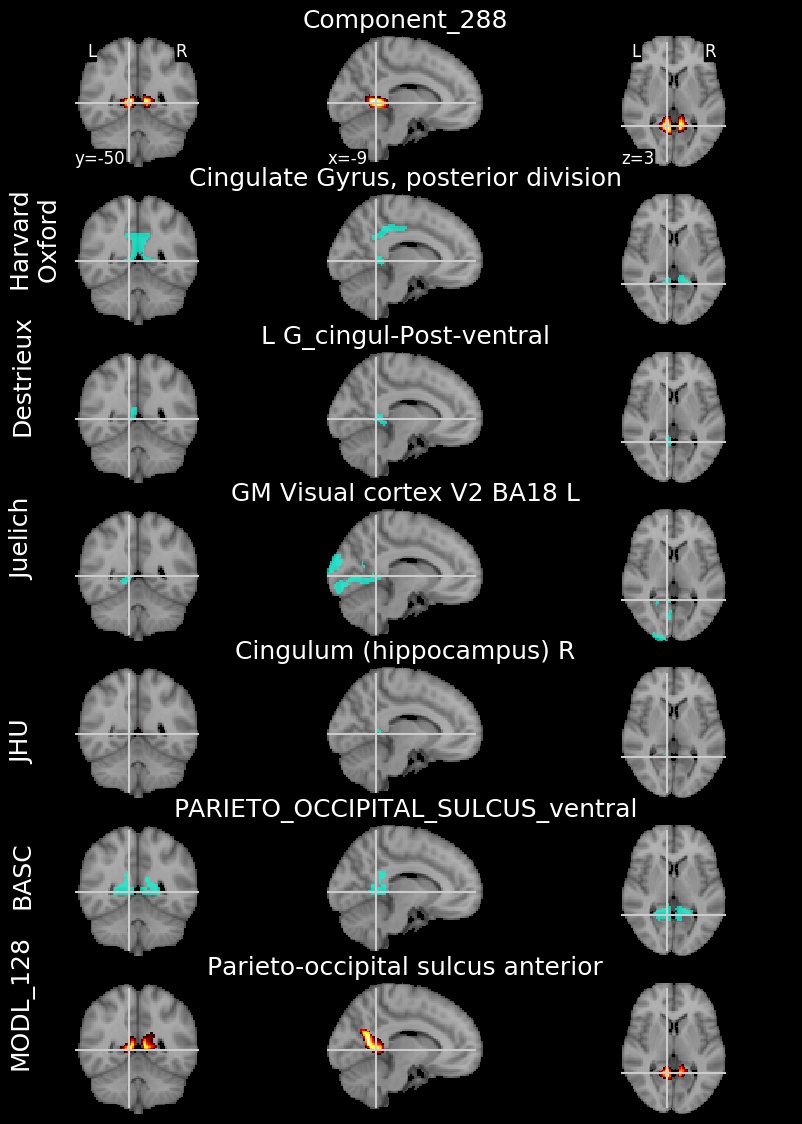 Component_288
L R L R
y=-50 x=-9 z=3
Cingulate Gyrus, posterior division
Harvard
Oxford
L G_cingul-Post-ventral
Destrieux
GM Visual cortex V2 BA18 L
Juelich
Cingulum (hippocampus) R
JHU
PARIETO_OCCIPITAL_SULCUS_ventral
BASC
Parieto-occipital sulcus anterior
MODL_128